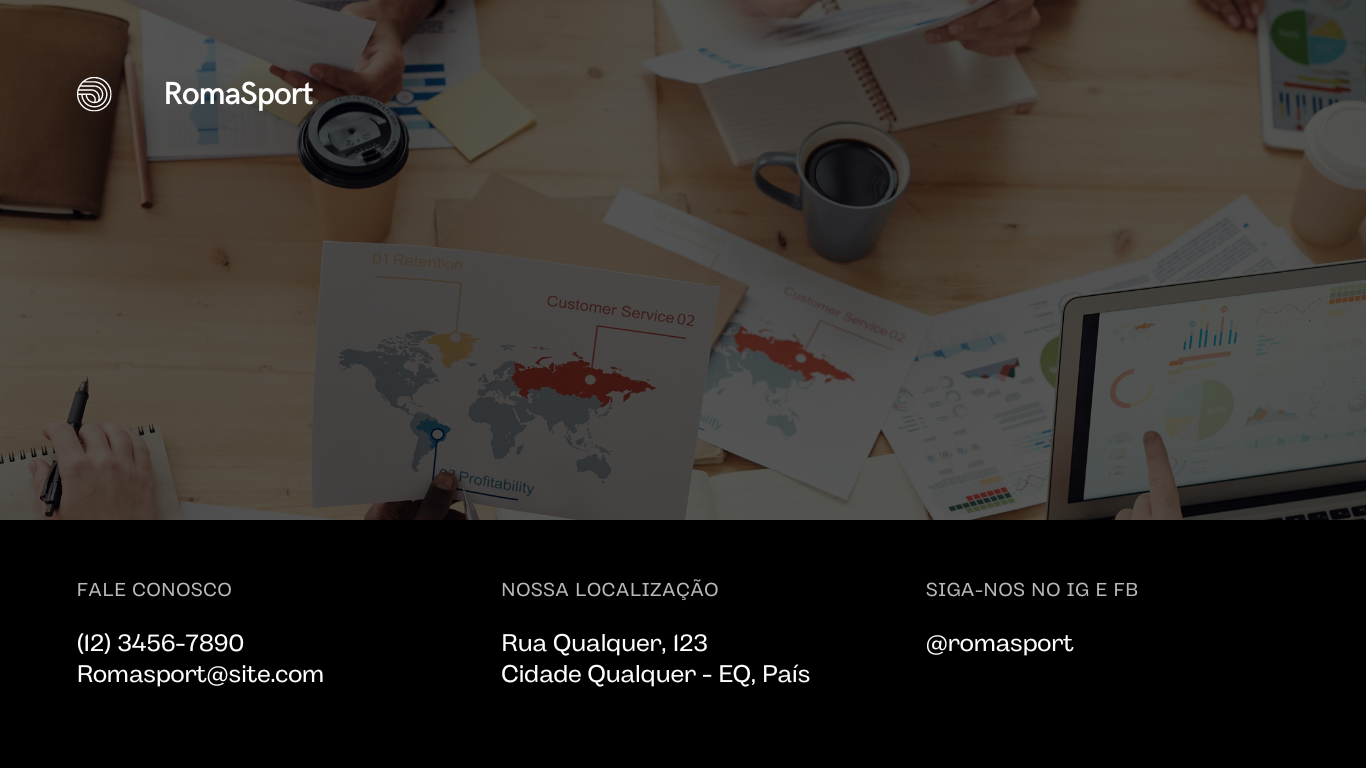 RomaSport
01 Retention
Customer Service 02
Customer Service 02
03 Profitability
FALE CONOSCO
(12) 3456-7890
Romasport@site.com
NOSSA LOCALIZAÇÃO
Rua Qualquer, 123
Cidade Qualquer - EQ, País
SIGA-NOS NO IG E FB
@romasport